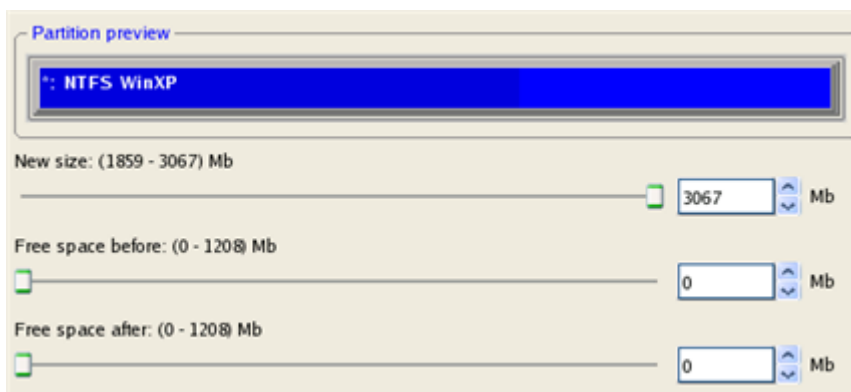 Partition preview
*: NTFS WinXP
New size: (1859 - 3067) Mb
3067 Mb
Free space before: (0 - 1208) Mb
0 Mb
Free space after: (0 - 1208) Mb
0 Mb